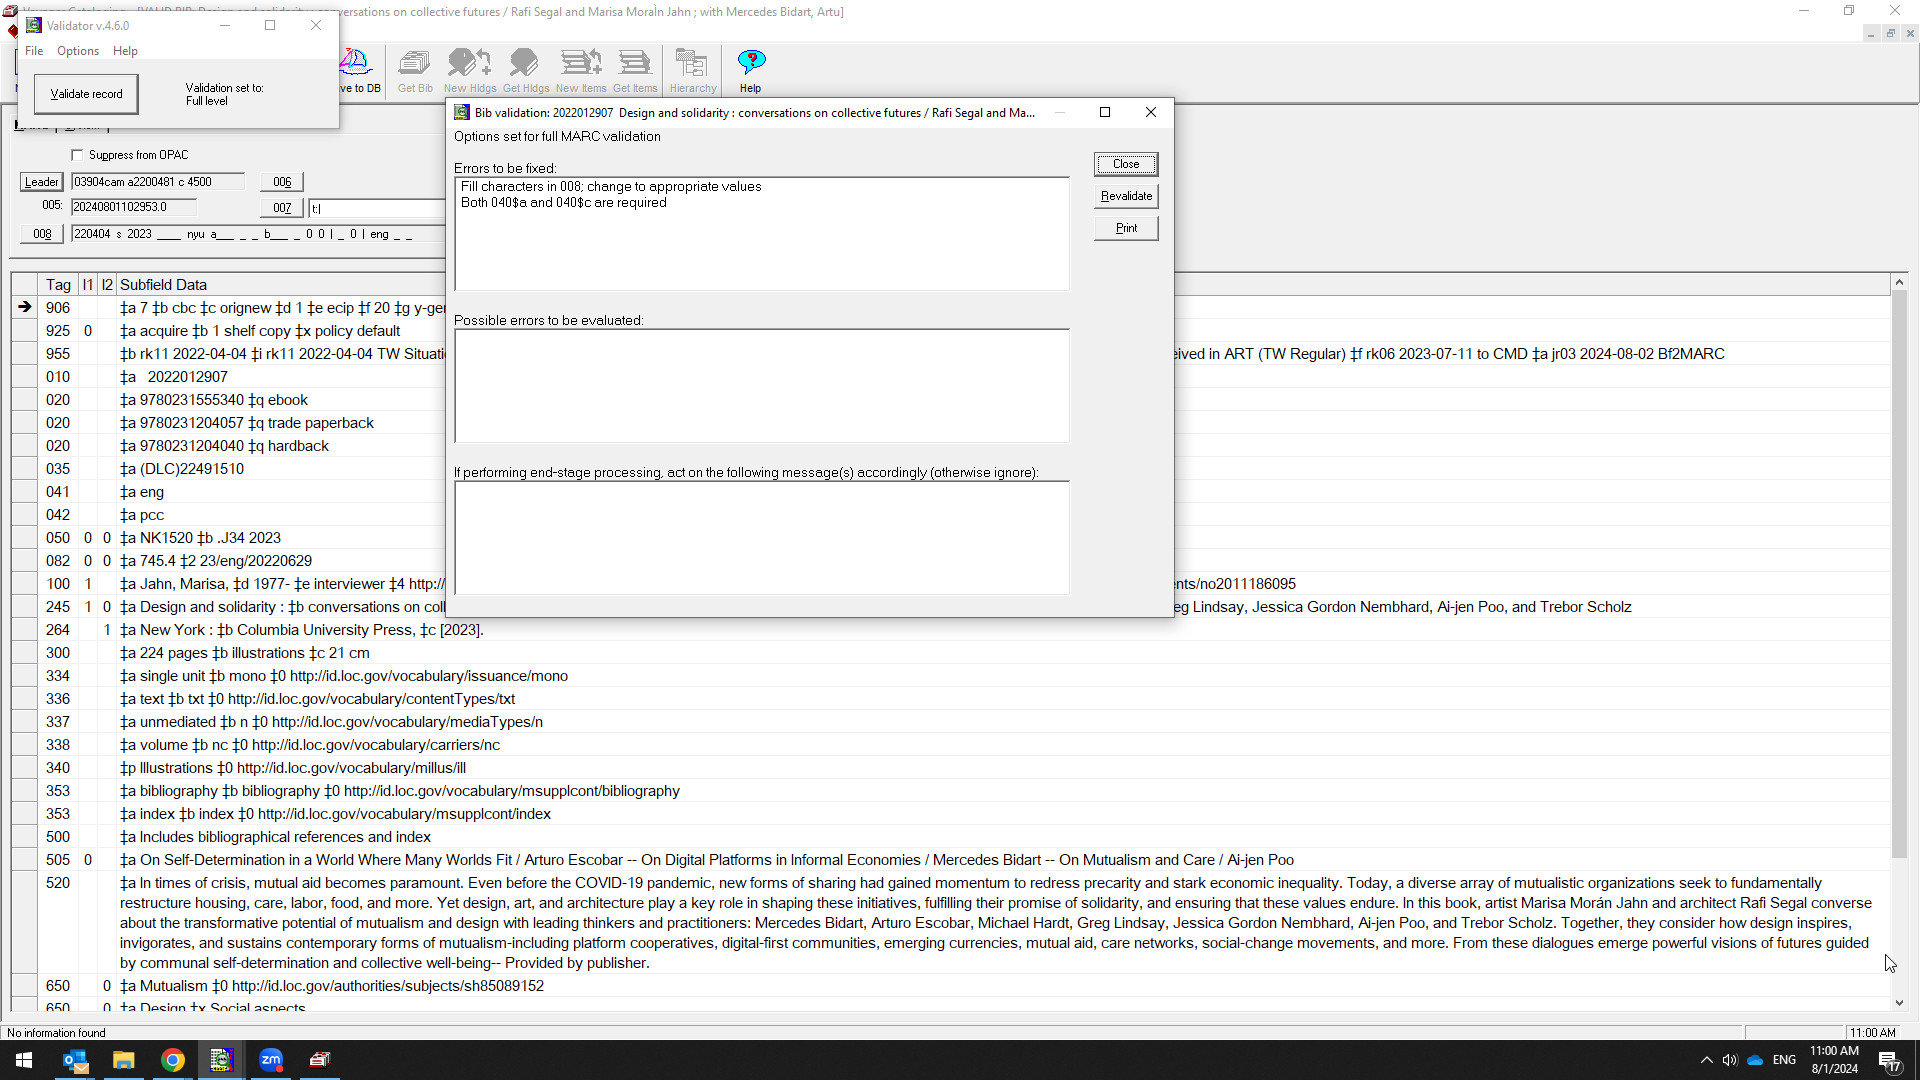 [VALID BIB: Design and solidarity : conversations on collective futures / Rafi Segal and Marisa Moraìn Jahn ; with Mercedes Bidart, Artu]
Validator v.4.6.0
File Options Help
Validate record
Validation set to:
Full level
ve to DB
Get Bib
New Hldgs
Get Hldgs
New Items
Get Items
Hierarchy
Help
Bib validation: 2022012907 Design and solidarity : conversations on collective futures / Rafi Segal and Ma...
Options set for full MARC validation
Errors to be fixed:
Fill characters in 008; change to appropriate values
Both 040$a and 040$c are required
Close
Revalidate
Print
Possible errors to be evaluated:
If performing end-stage processing, act on the following message(s) accordingly (otherwise ignore):
Suppress from OPAC
Leader 03904cam a2200481 c 4500 006
005: 20240801102953.0 007 t|
008 220404 s 2023 ____ nyu a___ _ _ b___ _ 0 0 | _ 0 | eng _ _
Tag I1 I2 Subfield Data
906 ‡a 7 ‡b cbc ‡c orignew ‡d 1 ‡e ecip ‡f 20 ‡g y-ger
925 0 ‡a acquire ‡b 1 shelf copy ‡x policy default
955 ‡b rk11 2022-04-04 ‡i rk11 2022-04-04 TW Situati eived in ART (TW Regular) ‡f rk06 2023-07-11 to CMD ‡a jr03 2024-08-02 Bf2MARC
010 ‡a 2022012907
020 ‡a 9780231555340 ‡q ebook
020 ‡a 9780231204057 ‡q trade paperback
020 ‡a 9780231204040 ‡q hardback
035 ‡a (DLC)22491510
041 ‡a eng
042 ‡a pcc
050 0 0 ‡a NK1520 ‡b .J34 2023
082 0 0 ‡a 745.4 ‡2 23/eng/20220629
100 1 ‡a Jahn, Marisa, ‡d 1977- ‡e interviewer ‡4 http:/ nts/no2011186095
245 1 0 ‡a Design and solidarity : ‡b conversations on coll eg Lindsay, Jessica Gordon Nembhard, Ai-jen Poo, and Trebor Scholz
264 1 ‡a New York : ‡b Columbia University Press, ‡c [2023].
300 ‡a 224 pages ‡b illustrations ‡c 21 cm
334 ‡a single unit ‡b mono ‡0 http://id.loc.gov/vocabulary/issuance/mono
336 ‡a text ‡b txt ‡0 http://id.loc.gov/vocabulary/contentTypes/txt
337 ‡a unmediated ‡b n ‡0 http://id.loc.gov/vocabulary/mediaTypes/n
338 ‡a volume ‡b nc ‡0 http://id.loc.gov/vocabulary/carriers/nc
340 ‡p Illustrations ‡0 http://id.loc.gov/vocabulary/millus/ill
353 ‡a bibliography ‡b bibliography ‡0 http://id.loc.gov/vocabulary/msupplcont/bibliography
353 ‡a index ‡b index ‡0 http://id.loc.gov/vocabulary/msupplcont/index
500 ‡a Includes bibliographical references and index
505 0 ‡a On Self-Determination in a World Where Many Worlds Fit / Arturo Escobar -- On Digital Platforms in Informal Economies / Mercedes Bidart -- On Mutualism and Care / Ai-jen Poo
520 ‡a In times of crisis, mutual aid becomes paramount. Even before the COVID-19 pandemic, new forms of sharing had gained momentum to redress precarity and stark economic inequality. Today, a diverse array of mutualistic organizations seek to fundamentally
restructure housing, care, labor, food, and more. Yet design, art, and architecture play a key role in shaping these initiatives, fulfilling their promise of solidarity, and ensuring that these values endure. In this book, artist Marisa Morán Jahn and architect Rafi Segal converse
about the transformative potential of mutualism and design with leading thinkers and practitioners: Mercedes Bidart, Arturo Escobar, Michael Hardt, Greg Lindsay, Jessica Gordon Nembhard, Ai-jen Poo, and Trebor Scholz. Together, they consider how design inspires,
invigorates, and sustains contemporary forms of mutualism-including platform cooperatives, digital-first communities, emerging currencies, mutual aid, care networks, social-change movements, and more. From these dialogues emerge powerful visions of futures guided
by communal self-determination and collective well-being-- Provided by publisher.
650 0 ‡a Mutualism ‡0 http://id.loc.gov/authorities/subjects/sh85089152
650 0 ‡a Design ‡x Social aspects
No information found
11:00 AM
zm
ENG
11:00 AM
8/1/2024
17